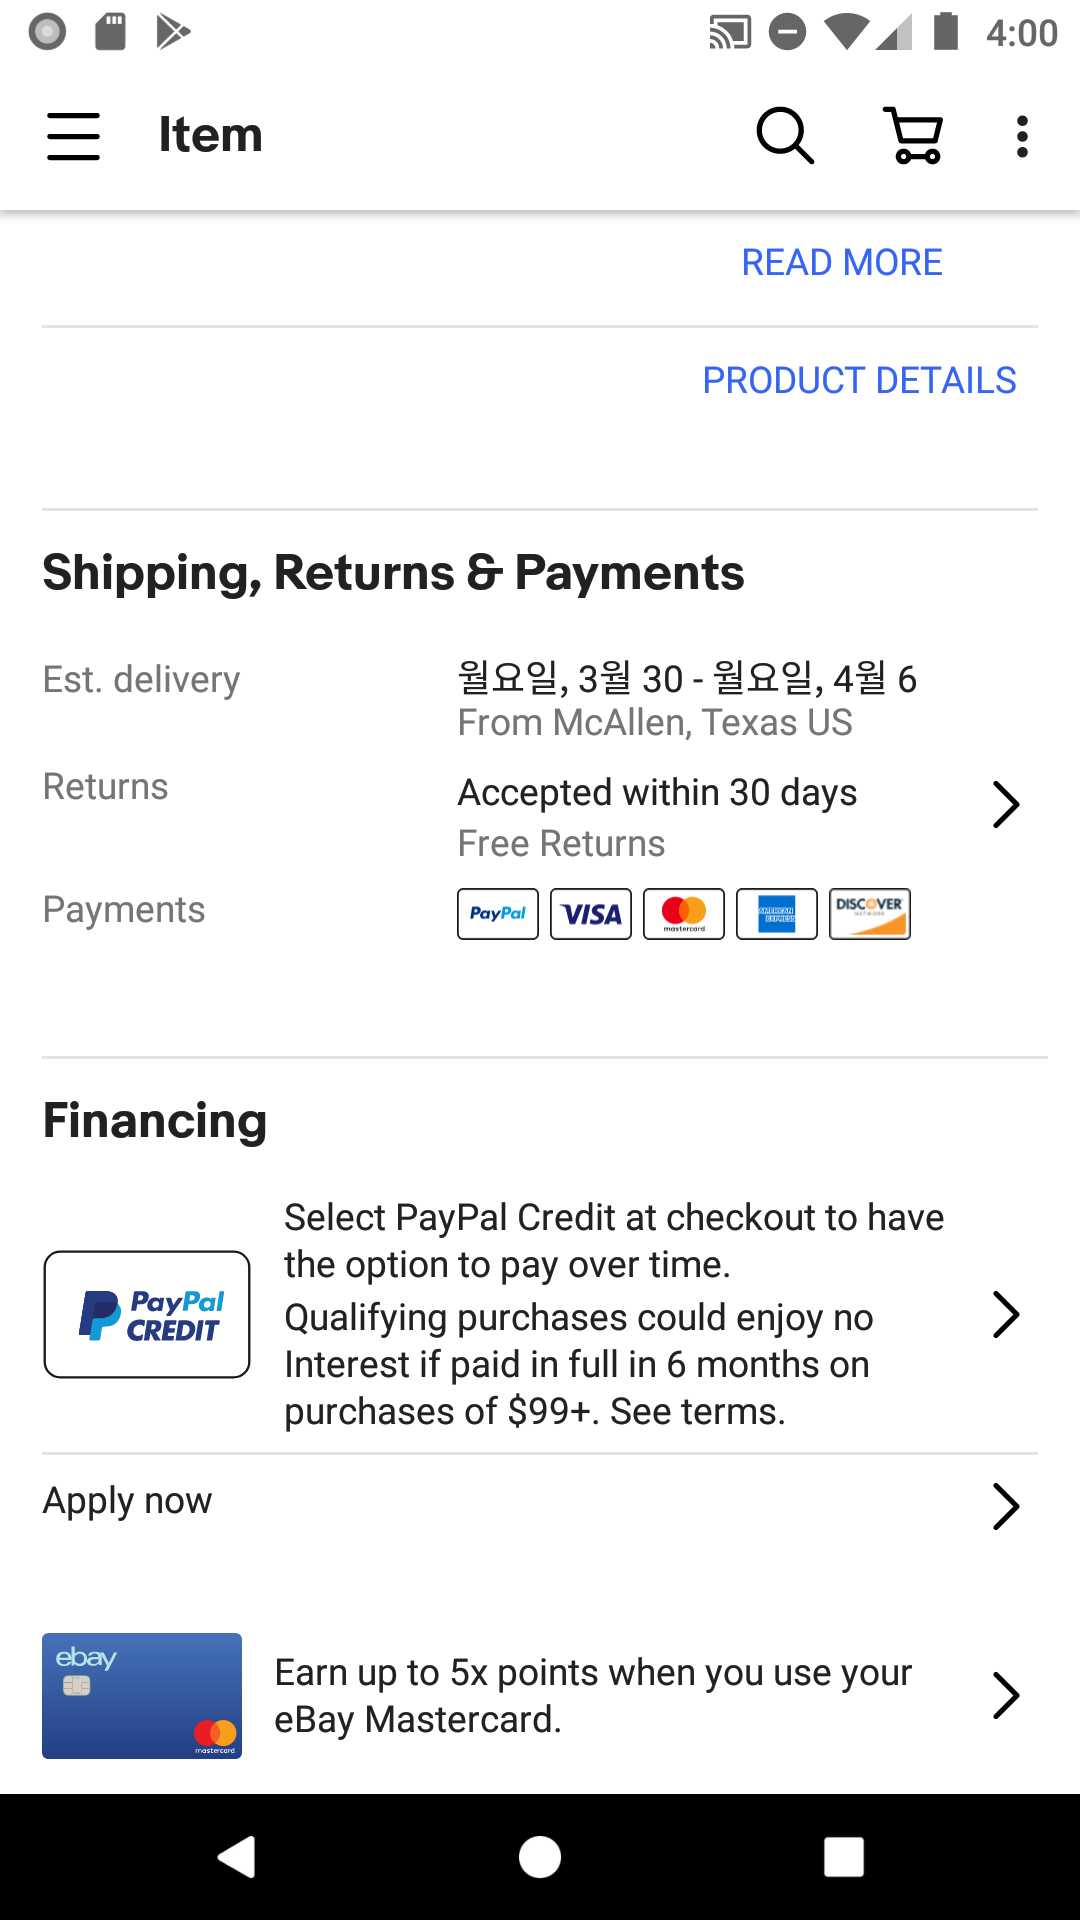 4:00
Item
READ MORE
PRODUCT DETAILS
Shipping, Returns & Payments
Est. delivery
월요일, 3월 30 - 월요일, 4월 6
From McAllen, Texas US
Returns
Accepted within 30 days
Free Returns
Payments
PayPal VISA mastercard AMERICAN EXPRESS DISCOVER NETWORK
Financing
PayPal CREDIT
Select PayPal Credit at checkout to have
the option to pay over time.
Qualifying purchases could enjoy no
Interest if paid in full in 6 months on
purchases of $99+. See terms.
Apply now
ebay
mastercard
Earn up to 5x points when you use your
eBay Mastercard.